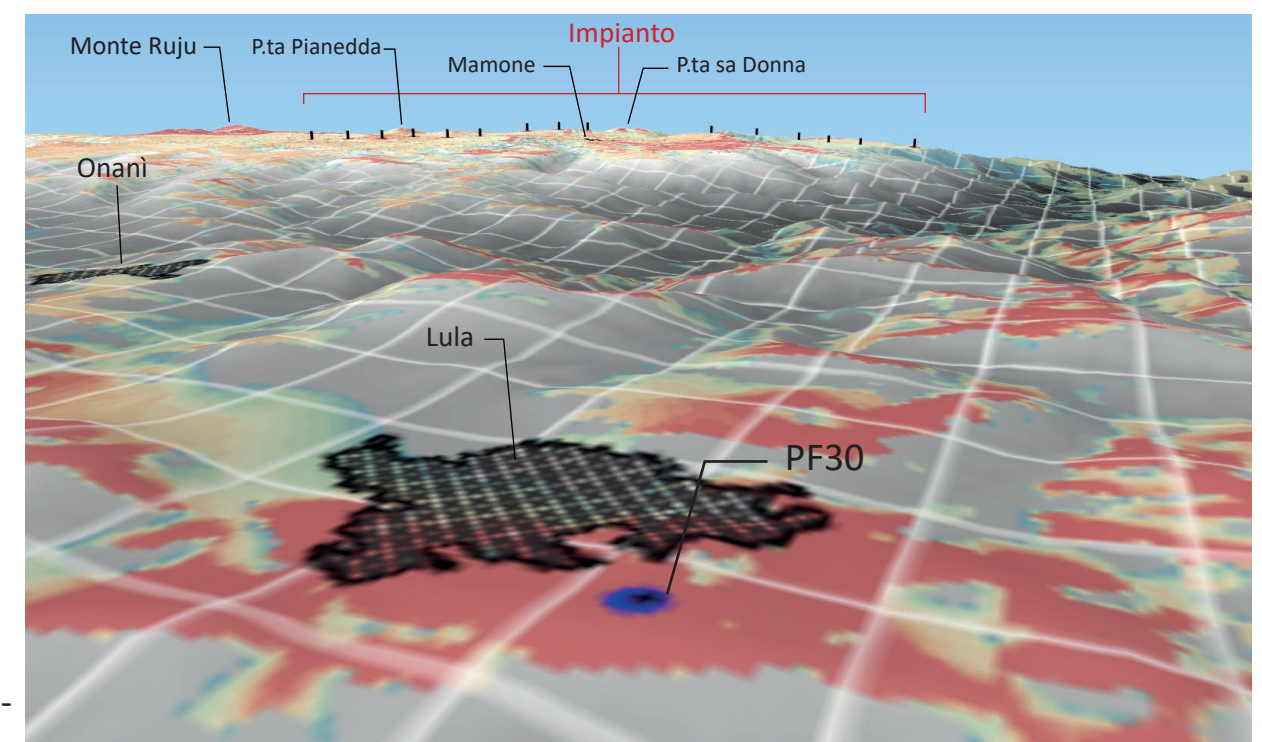 Impianto
Monte Ruju
P.ta Pianedda
Mamone
P.ta sa Donna
Onanì
Lula
PF30
-